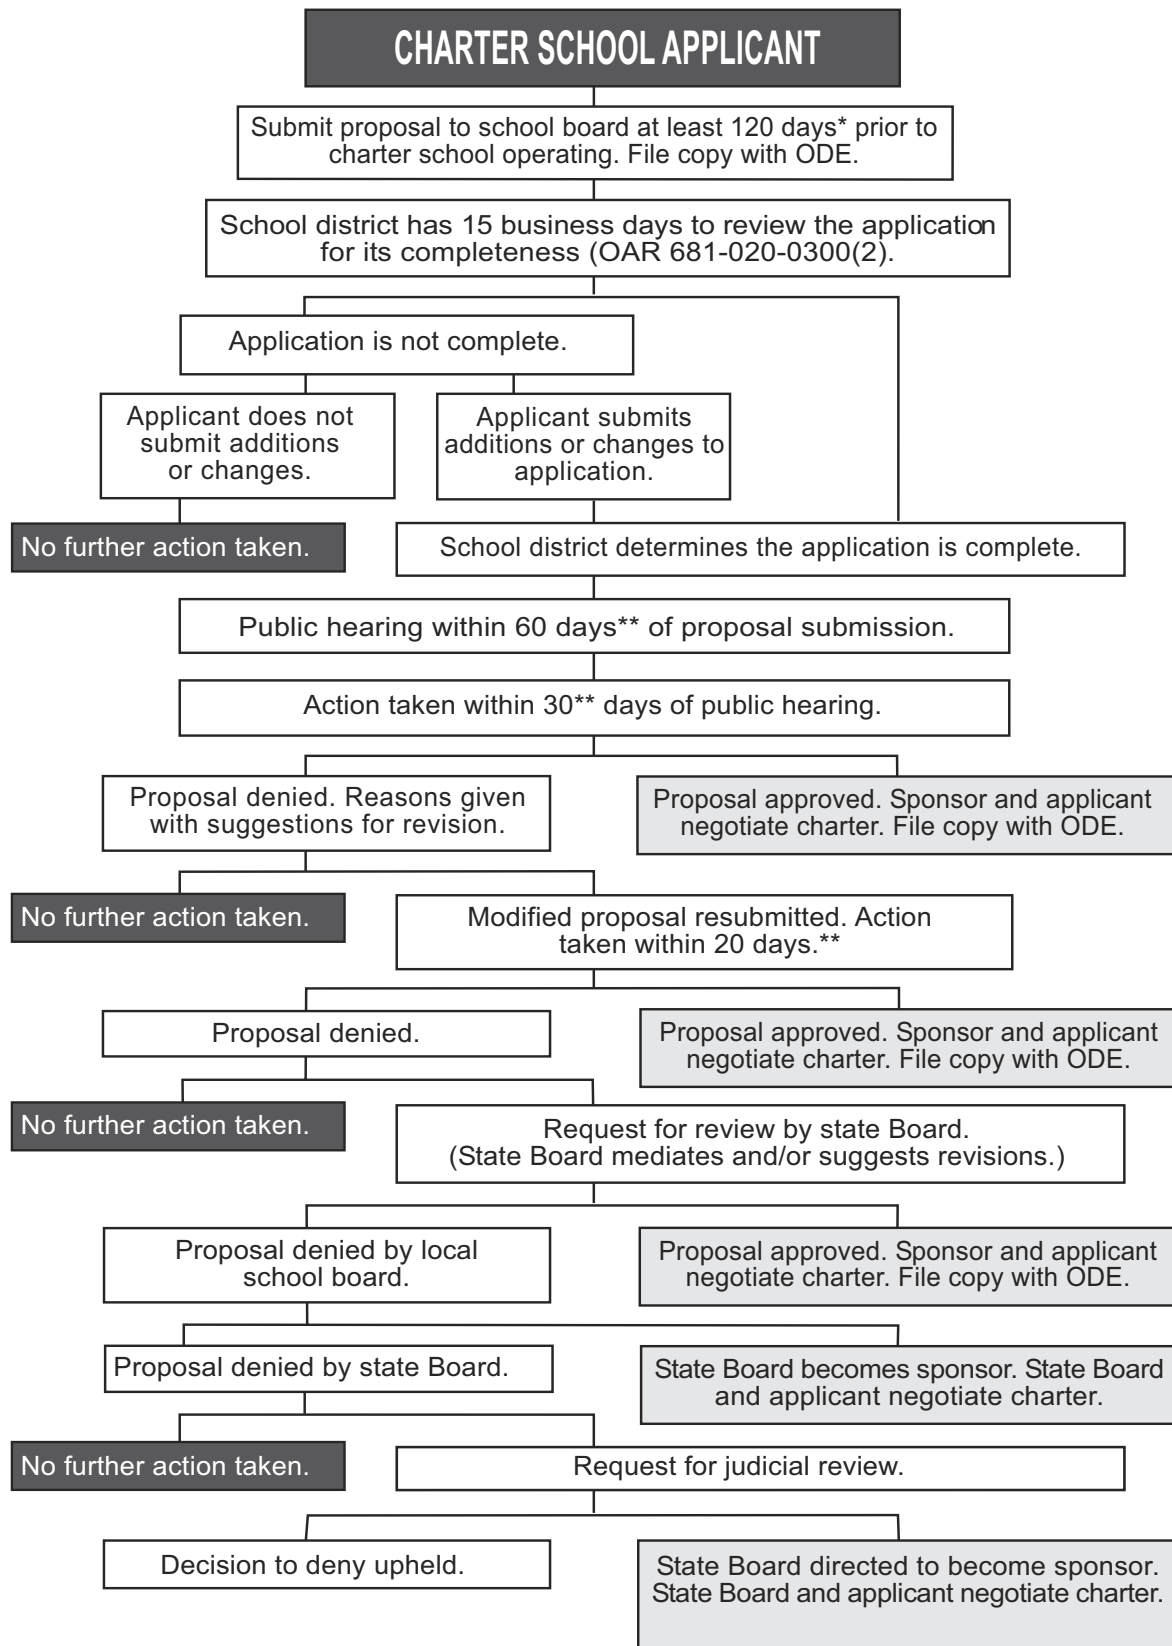 CHARTER SCHOOL APPLICANT
Submit proposal to school board at least 120 days* prior to
charter school operating. File copy with ODE.
School district has 15 business days to review the application
for its completeness (OAR 681-020-0300(2).
Application is not complete.
Applicant does not
submit additions
or changes.
Applicant submits
additions or changes to
application.
No further action taken.
School district determines the application is complete.
Public hearing within 60 days** of proposal submission.
Action taken within 30** days of public hearing.
Proposal denied. Reasons given
with suggestions for revision.
Proposal approved. Sponsor and applicant
negotiate charter. File copy with ODE.
No further action taken.
Modified proposal resubmitted. Action
taken within 20 days.**
Proposal denied.
Proposal approved. Sponsor and applicant
negotiate charter. File copy with ODE.
No further action taken.
Request for review by state Board.
(State Board mediates and/or suggests revisions.)
Proposal denied by local
school board.
Proposal approved. Sponsor and applicant
negotiate charter. File copy with ODE.
Proposal denied by state Board.
State Board becomes sponsor. State Board
and applicant negotiate charter.
No further action taken.
Request for judicial review.
Decision to deny upheld.
State Board directed to become sponsor.
State Board and applicant negotiate charter.